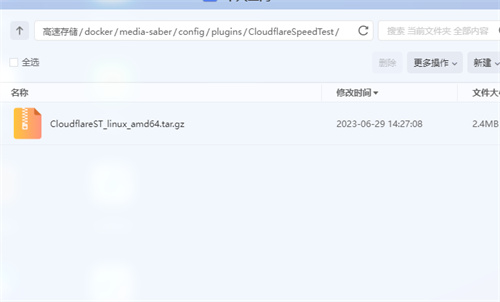 高速存储/docker/media-saber/config/plugins/CloudflareSpeedTest/
搜索 当前文件夹 全部内容
全选
删除
更多操作
新建
名称
修改时间
文件大
CloudflareST_linux_amd64.tar.gz
2023-06-29 14:27:08
2.4MB